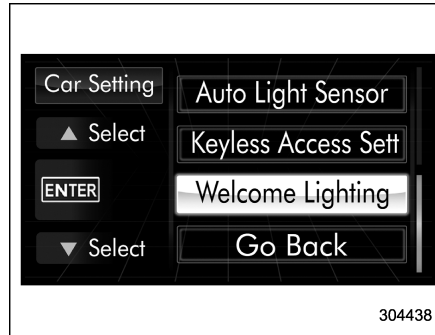 Car Setting
▲ Select
ENTER
▼ Select
Auto Light Sensor
Keyless Access Sett
Welcome Lighting
Go Back
304438